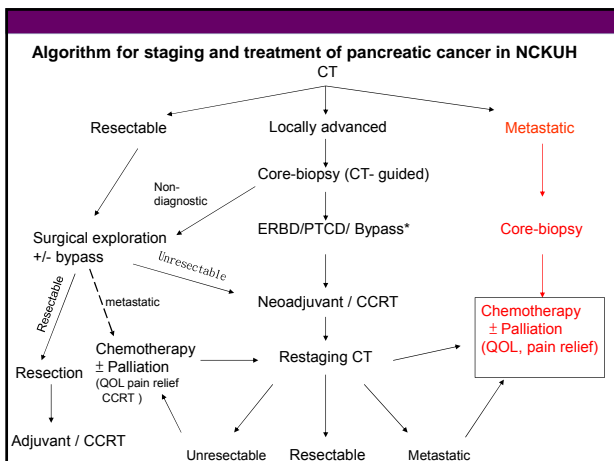 Algorithm for staging and treatment of pancreatic cancer in NCKUH
CT
Resectable
Locally advanced
Metastatic
Non-
diagnostic
Core-biopsy (CT- guided)
Surgical exploration
+/- bypass
Unresectable
ERBD/PTCD/ Bypass*
Core-biopsy
Resectable
metastatic
Neoadjuvant / CCRT
Chemotherapy
± Palliation
(QOL, pain relief)
Chemotherapy
± Palliation
(QOL pain relief
CCRT )
Restaging CT
Resection
Adjuvant / CCRT
Unresectable
Resectable
Metastatic